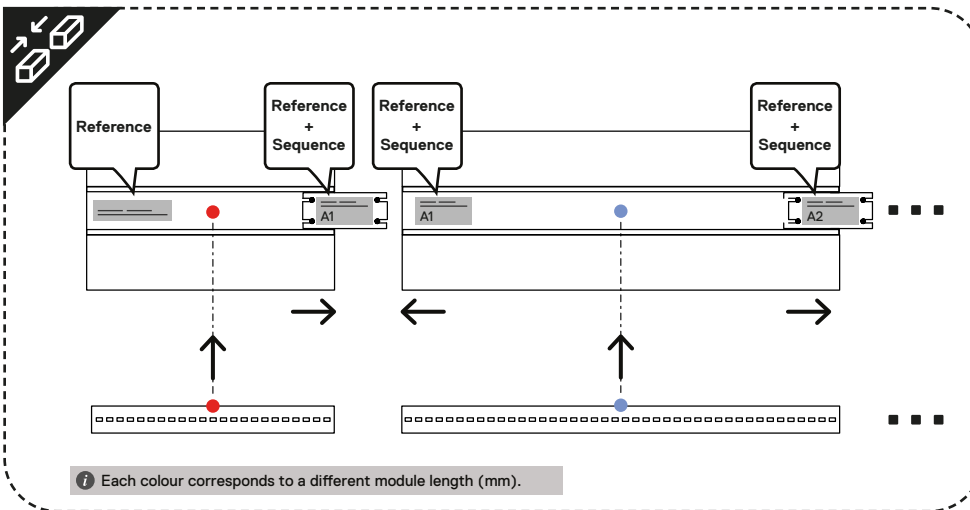 Reference
Reference
+
Sequence
Reference
+
Sequence
Reference
+
Sequence
A1
A1
A2
i Each colour corresponds to a different module length (mm).